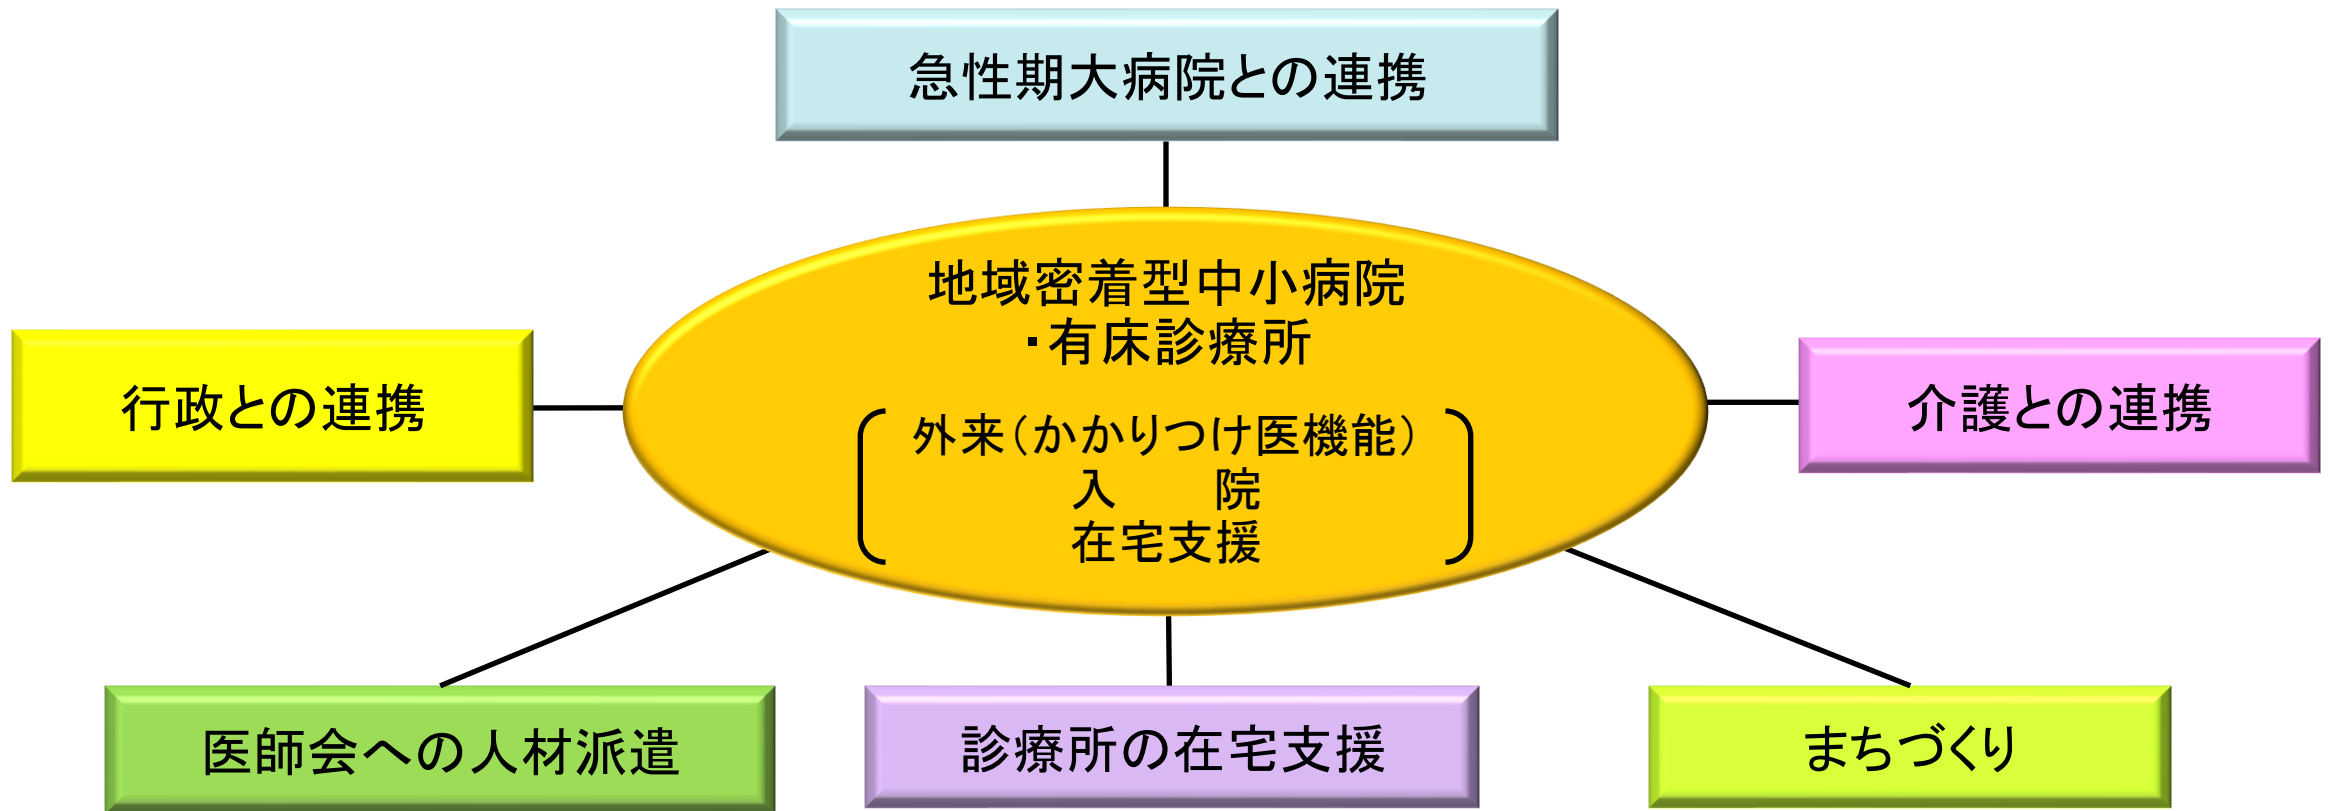 急性期大病院との連携
地域密着型中小病院
・有床診療所
行政との連携
外来（かかりつけ医機能）
入　　院
在宅支援
介護との連携
医師会への人材派遣
診療所の在宅支援
まちづくり